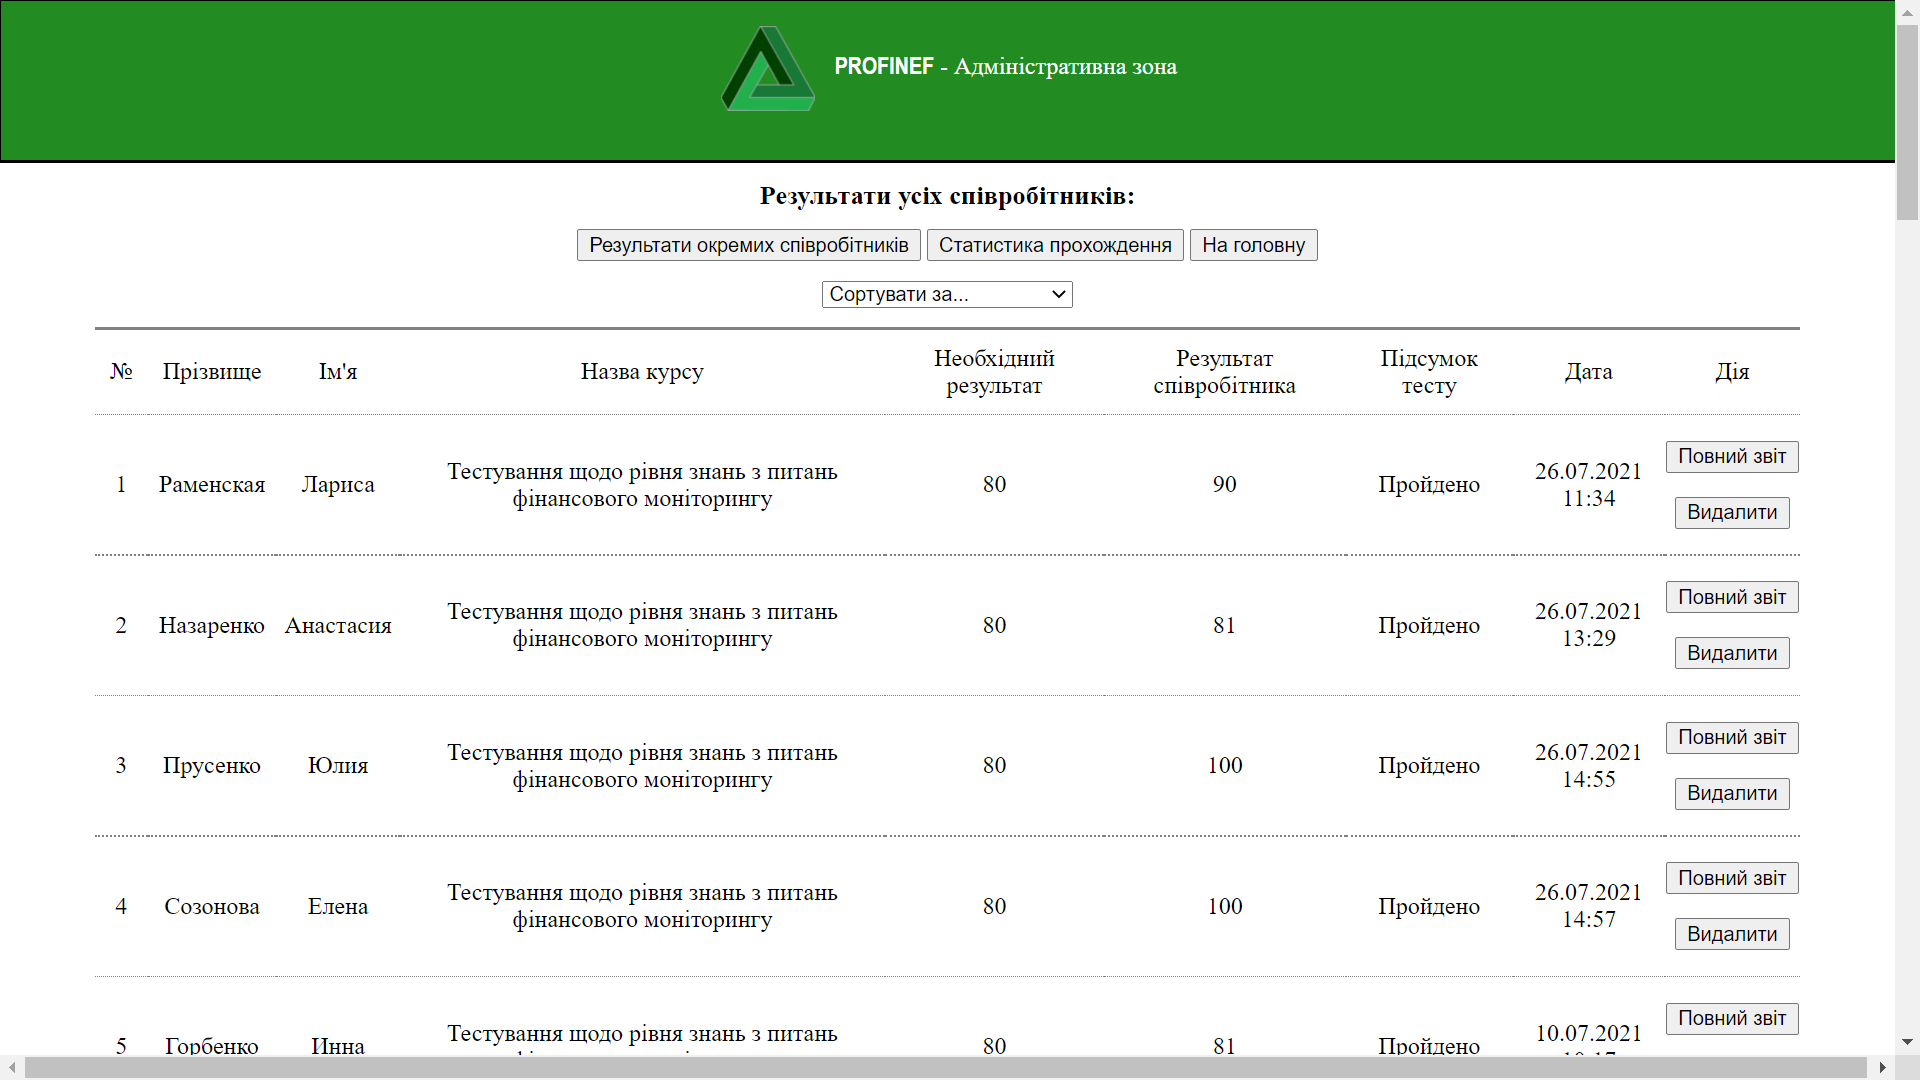 PROFINEF - Адміністративна зона
Результати усіх співробітників:
Результати окремих співробітників Статистика прохождення На головну
Сортувати за...
№ Прізвище Ім'я Назва курсу Необхідний результат Результат співробітника Підсумок тесту Дата Дія
1 Раменская Лариса Тестування щодо рівня знань з питань фінансового моніторингу 80 90 Пройдено 26.07.2021 11:34 Повний звіт
Видалити
2 Назаренко Анастасия Тестування щодо рівня знань з питань фінансового моніторингу 80 81 Пройдено 26.07.2021 13:29 Повний звіт
Видалити
3 Прусенко Юлия Тестування щодо рівня знань з питань фінансового моніторингу 80 100 Пройдено 26.07.2021 14:55 Повний звіт
Видалити
4 Созонова Елена Тестування щодо рівня знань з питань фінансового моніторингу 80 100 Пройдено 26.07.2021 14:57 Повний звіт
Видалити
5 Горбенко Инна Тестування щодо рівня знань з питань 80 81 Пройдено 10.07.2021 Повний звіт